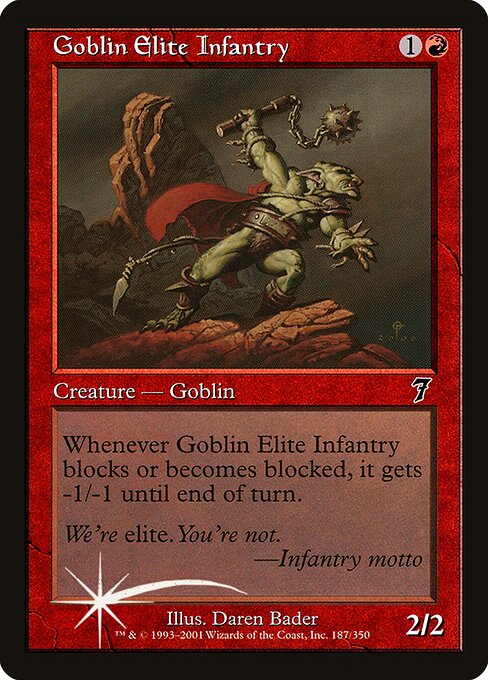 Goblin Elite Infantry 1
2000
Creature — Goblin 7
Whenever Goblin Elite Infantry
blocks or becomes blocked, it gets
-1/-1 until end of turn.
We're elite. You're not.
—Infantry motto
Illus. Daren Bader
™ & © 1993–2001 Wizards of the Coast, Inc. 187/350
2/2